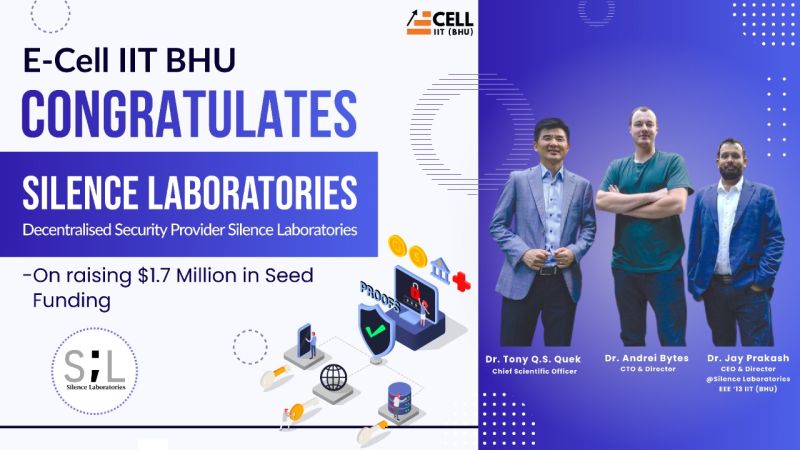 CELL
IIT (BHU)
E-Cell IIT BHU
CONGRATULATES
SILENCE LABORATORIES
Decentralised Security Provider Silence Laboratories
-On raising $1.7 Million in Seed
Funding
PROOFS
S;L
Silence Laboratories
Dr. Tony Q.S. Quek
Chief Scientific Officer
Dr. Andrei Bytes
CTO & Director
Dr. Jay Prakash
CEO & Director
@Silence Laboratories
EEE '13 IIT (BHU)